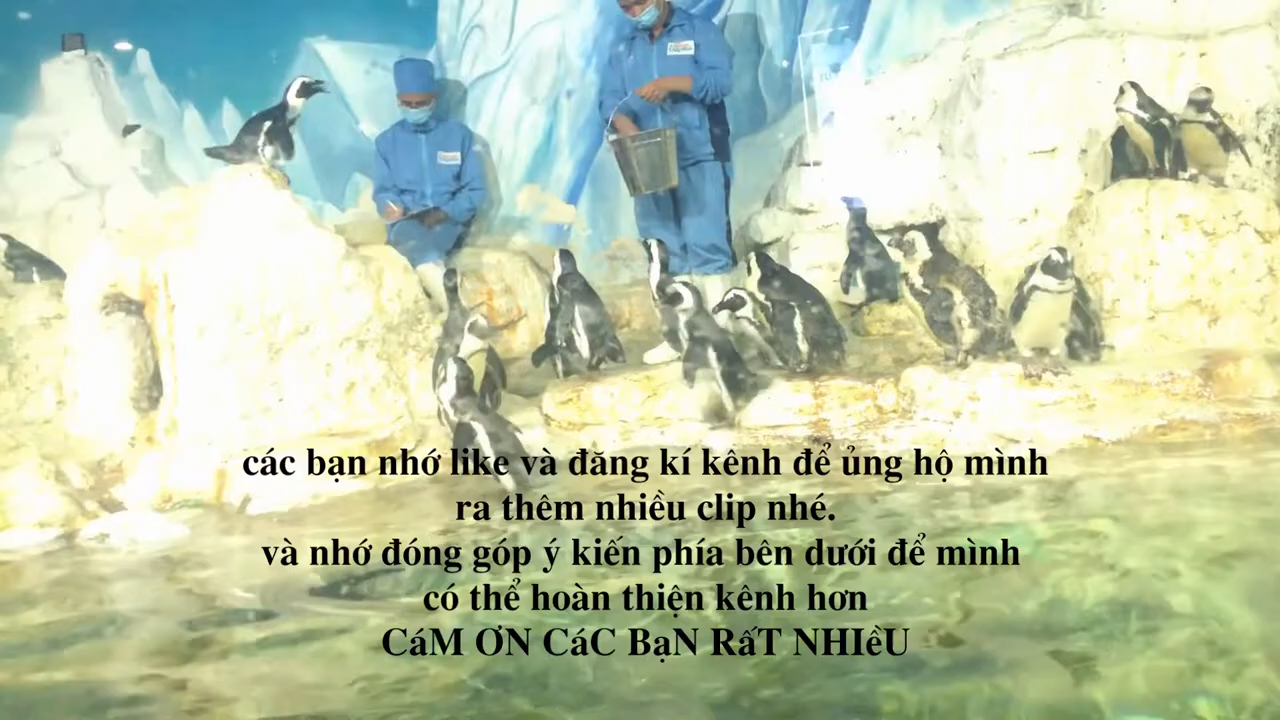 các bạn nhớ like và đăng kí kênh để ủng hộ mình
ra thêm nhiều clip nhé.
và nhớ đóng góp ý kiến phía bên dưới để mình
có thể hoàn thiện kênh hơn
CáM ƠN CáC BạN RấT NHIềU